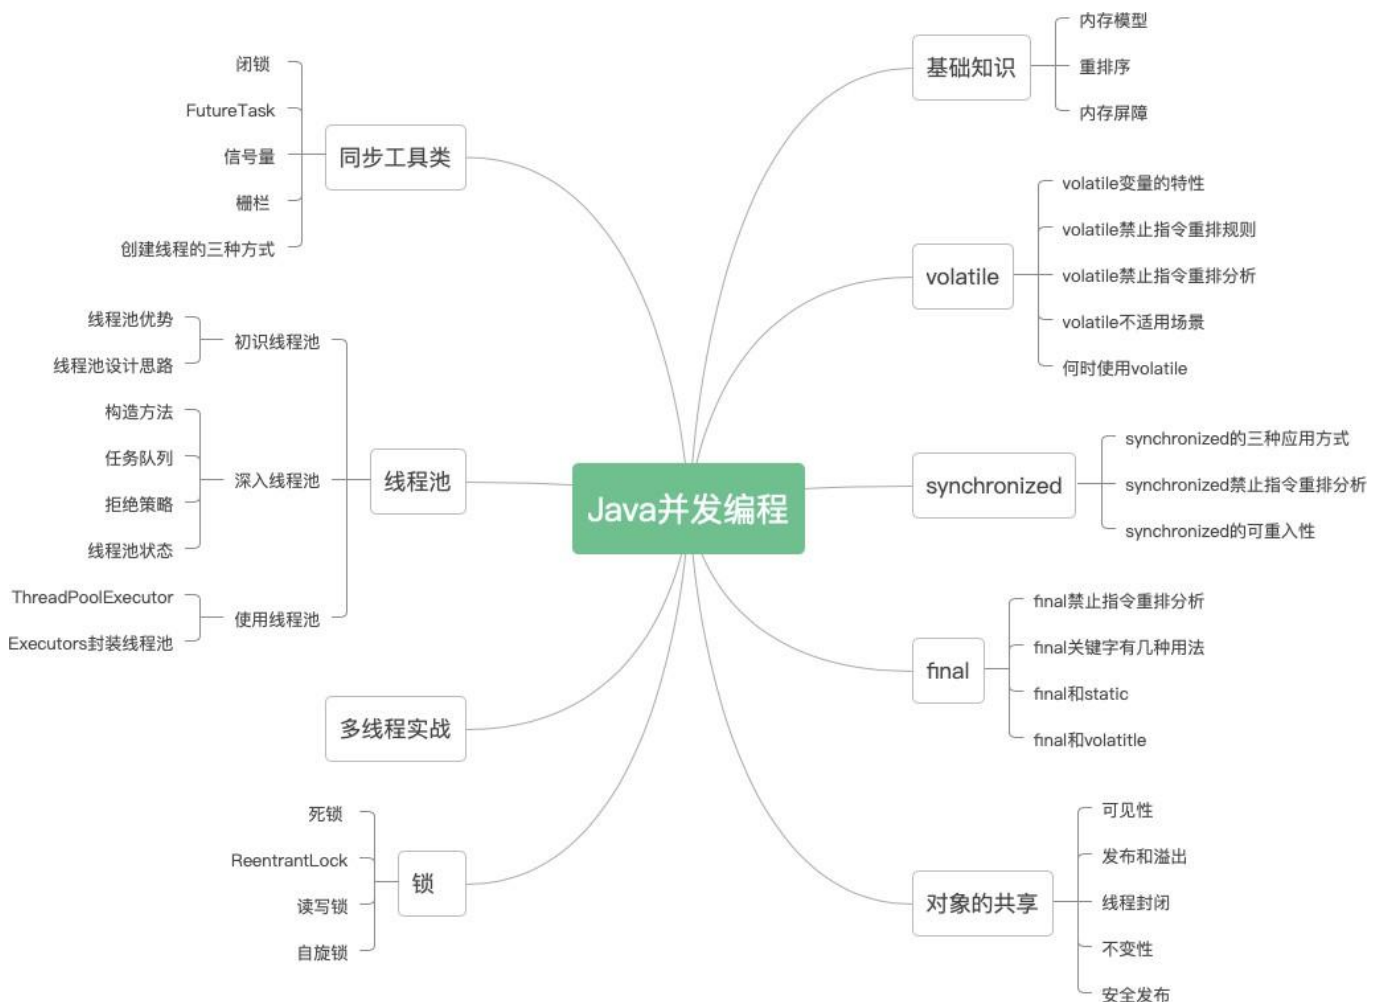 Java并发编程
基础知识
内存模型
重排序
内存屏障
volatile
volatile变量的特性
volatile禁止指令重排规则
volatile禁止指令重排分析
volatile不适用场景
何时使用volatile
synchronized
synchronized的三种应用方式
synchronized禁止指令重排分析
synchronized的可重入性
final
final禁止指令重排分析
final关键字有几种用法
final和static
final和volatitle
对象的共享
可见性
发布和溢出
线程封闭
不变性
安全发布
同步工具类
闭锁
FutureTask
信号量
栅栏
创建线程的三种方式
线程池
初识线程池
线程池优势
线程池设计思路
深入线程池
构造方法
任务队列
拒绝策略
线程池状态
使用线程池
ThreadPoolExecutor
Executors封装线程池
多线程实战
锁
死锁
ReentrantLock
读写锁
自旋锁